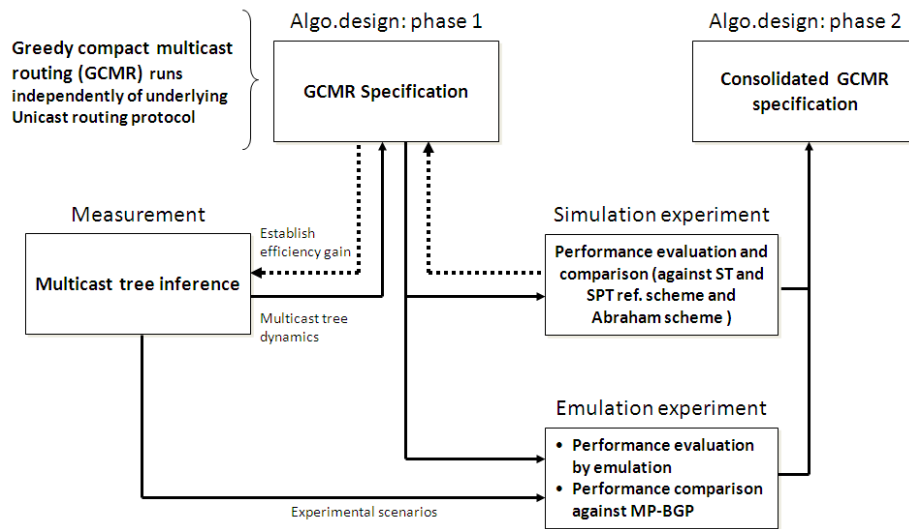 Algo.design: phase 1
Algo.design: phase 2
Greedy compact multicast
routing (GCMR) runs
independently of underlying
Unicast routing protocol
GCMR Specification
Consolidated GCMR
specification
Measurement
Simulation experiment
Establish
efficiency gain
Multicast tree inference
Performance evaluation and
comparison (against ST and
SPT ref. scheme and
Abraham scheme )
Multicast tree
dynamics
Emulation experiment
• Performance evaluation
by emulation
• Performance comparison
against MP-BGP
Experimental scenarios